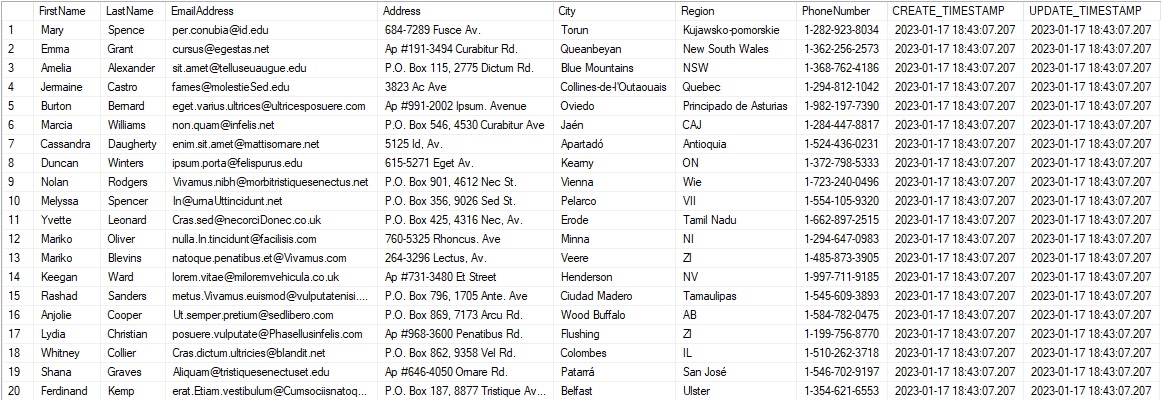 FirstName LastName EmailAddress Address City Region PhoneNumber CREATE_TIMESTAMP UPDATE_TIMESTAMP
1 Mary Spence per.conubia@id.edu 684-7289 Fusce Av. Torun Kujawsko-pomorskie 1-282-923-8034 2023-01-17 18:43:07.207 2023-01-17 18:43:07.207
2 Emma Grant cursus@egestas.net Ap #191-3494 Curabitur Rd. Queanbeyan New South Wales 1-362-256-2573 2023-01-17 18:43:07.207 2023-01-17 18:43:07.207
3 Amelia Alexander sit.amet@telluseuaugue.edu P.O. Box 115, 2775 Dictum Rd. Blue Mountains NSW 1-368-762-4186 2023-01-17 18:43:07.207 2023-01-17 18:43:07.207
4 Jermaine Castro fames@molestieSed.edu 3823 Ac Ave Collines-de-l'Outaouais Quebec 1-294-812-1042 2023-01-17 18:43:07.207 2023-01-17 18:43:07.207
5 Burton Bernard eget.varius.ultrices@ultricesposuere.com Ap #991-2002 Ipsum. Avenue Oviedo Principado de Asturias 1-982-197-7390 2023-01-17 18:43:07.207 2023-01-17 18:43:07.207
6 Marcia Williams non.quam@infelis.net P.O. Box 546, 4530 Curabitur Ave Jaén CAJ 1-284-447-8817 2023-01-17 18:43:07.207 2023-01-17 18:43:07.207
7 Cassandra Daugherty enim.sit.amet@mattisornare.net 5125 Id, Av. Apartadó Antioquia 1-524-436-0231 2023-01-17 18:43:07.207 2023-01-17 18:43:07.207
8 Duncan Winters ipsum.porta@felispurus.edu 615-5271 Eget Av. Kearny ON 1-372-798-5333 2023-01-17 18:43:07.207 2023-01-17 18:43:07.207
9 Nolan Rodgers Vivamus.nibh@morbitristiquesenectus.net P.O. Box 901, 4612 Nec St. Vienna Wie 1-723-240-0496 2023-01-17 18:43:07.207 2023-01-17 18:43:07.207
10 Melyssa Spencer In@urnaUttincidunt.net P.O. Box 356, 9026 Sed St. Pelarco VII 1-554-105-9320 2023-01-17 18:43:07.207 2023-01-17 18:43:07.207
11 Yvette Leonard Cras.sed@necorciDonec.co.uk P.O. Box 425, 4316 Nec, Av. Erode Tamil Nadu 1-662-897-2515 2023-01-17 18:43:07.207 2023-01-17 18:43:07.207
12 Mariko Oliver nulla.In.tincidunt@facilisis.com 760-5325 Rhoncus. Ave Minna NI 1-294-647-0983 2023-01-17 18:43:07.207 2023-01-17 18:43:07.207
13 Mariko Blevins natoque.penatibus.et@Vivamus.com 264-3296 Lectus, Av. Veere ZI 1-485-873-3905 2023-01-17 18:43:07.207 2023-01-17 18:43:07.207
14 Keegan Ward lorem.vitae@miloremvehicula.co.uk Ap #731-3480 Et Street Henderson NV 1-997-711-9185 2023-01-17 18:43:07.207 2023-01-17 18:43:07.207
15 Rashad Sanders metus.Vivamus.euismod@vulputatenisi.... P.O. Box 796, 1705 Ante. Ave Ciudad Madero Tamaulipas 1-545-609-3893 2023-01-17 18:43:07.207 2023-01-17 18:43:07.207
16 Anjolie Cooper Ut.semper.pretium@sedlibero.com P.O. Box 869, 7173 Arcu Rd. Wood Buffalo AB 1-584-782-0475 2023-01-17 18:43:07.207 2023-01-17 18:43:07.207
17 Lydia Christian posuere.vulputate@Phasellusinfelis.com Ap #968-3600 Penatibus Rd. Flushing ZI 1-199-756-8770 2023-01-17 18:43:07.207 2023-01-17 18:43:07.207
18 Whitney Collier Cras.dictum.ultricies@blandit.net P.O. Box 862, 9358 Vel Rd. Colombes IL 1-510-262-3718 2023-01-17 18:43:07.207 2023-01-17 18:43:07.207
19 Shana Graves Aliquam@tristiquesenectuset.edu Ap #646-4050 Ornare Rd. Patarrá San José 1-546-702-9197 2023-01-17 18:43:07.207 2023-01-17 18:43:07.207
20 Ferdinand Kemp erat.Etiam.vestibulum@Cumsociisnatoq... P.O. Box 187, 8877 Tristique Av... Belfast Ulster 1-354-621-6553 2023-01-17 18:43:07.207 2023-01-17 18:43:07.207